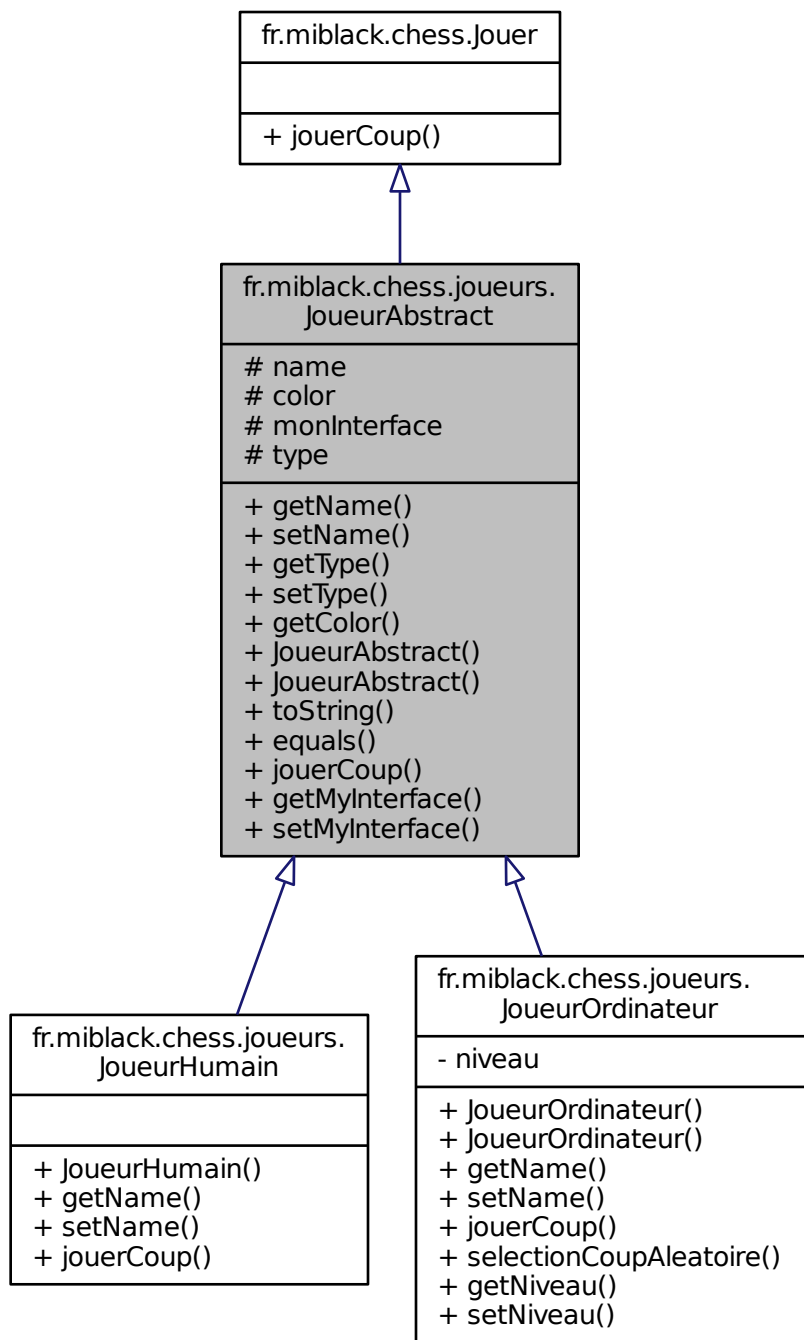 fr.miblack.chess.Jouer
+ jouerCoup()
fr.miblack.chess.joueurs.
JoueurAbstract
# name
# color
# monInterface
# type
+ getName()
+ setName()
+ getType()
+ setType()
+ getColor()
+ JoueurAbstract()
+ JoueurAbstract()
+ toString()
+ equals()
+ jouerCoup()
+ getMyInterface()
+ setMyInterface()
fr.miblack.chess.joueurs.
JoueurHumain
+ JoueurHumain()
+ getName()
+ setName()
+ jouerCoup()
fr.miblack.chess.joueurs.
JoueurOrdinateur
- niveau
+ JoueurOrdinateur()
+ JoueurOrdinateur()
+ getName()
+ setName()
+ jouerCoup()
+ selectionCoupAleatoire()
+ getNiveau()
+ setNiveau()